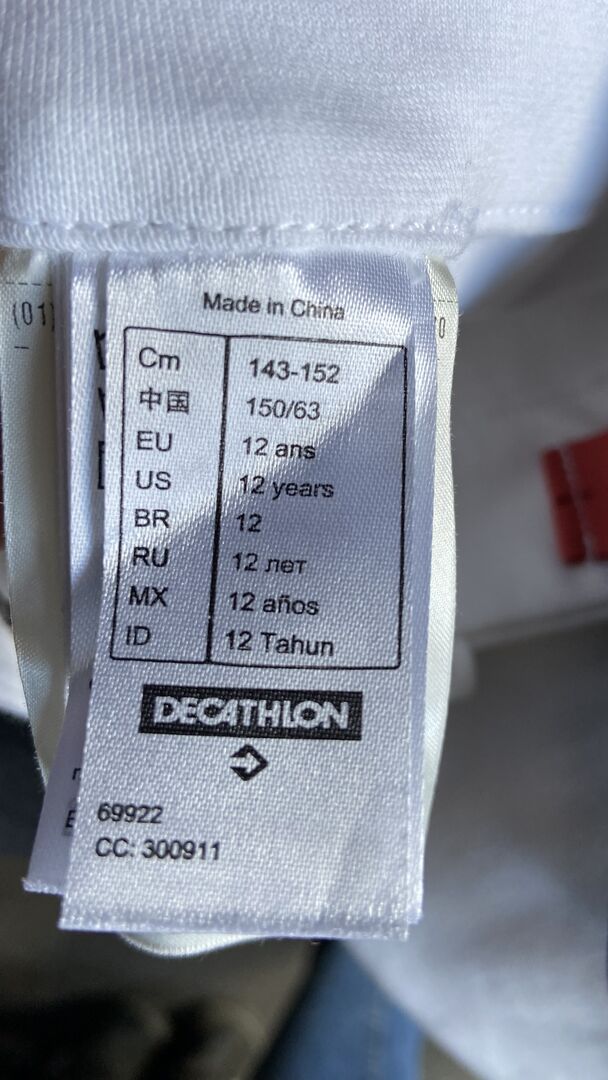 Made in China
Cm 143-152
中国 150/63
EU 12 ans
US 12 years
BR 12
RU 12 лет
MX 12 años
ID 12 Tahun
DECATHLON
69922
CC: 300911
(01)